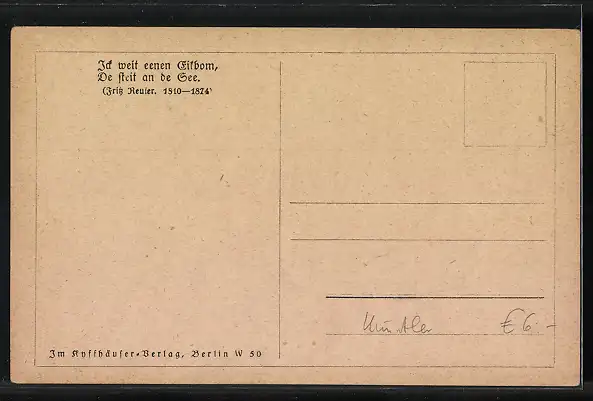 Ick weit eenen Eikbom,
De steit an de See.
(Fritz Reuter. 1810—1874)
Künstler € 6.-
Im Kyffhäuser-Verlag, Berlin W 50